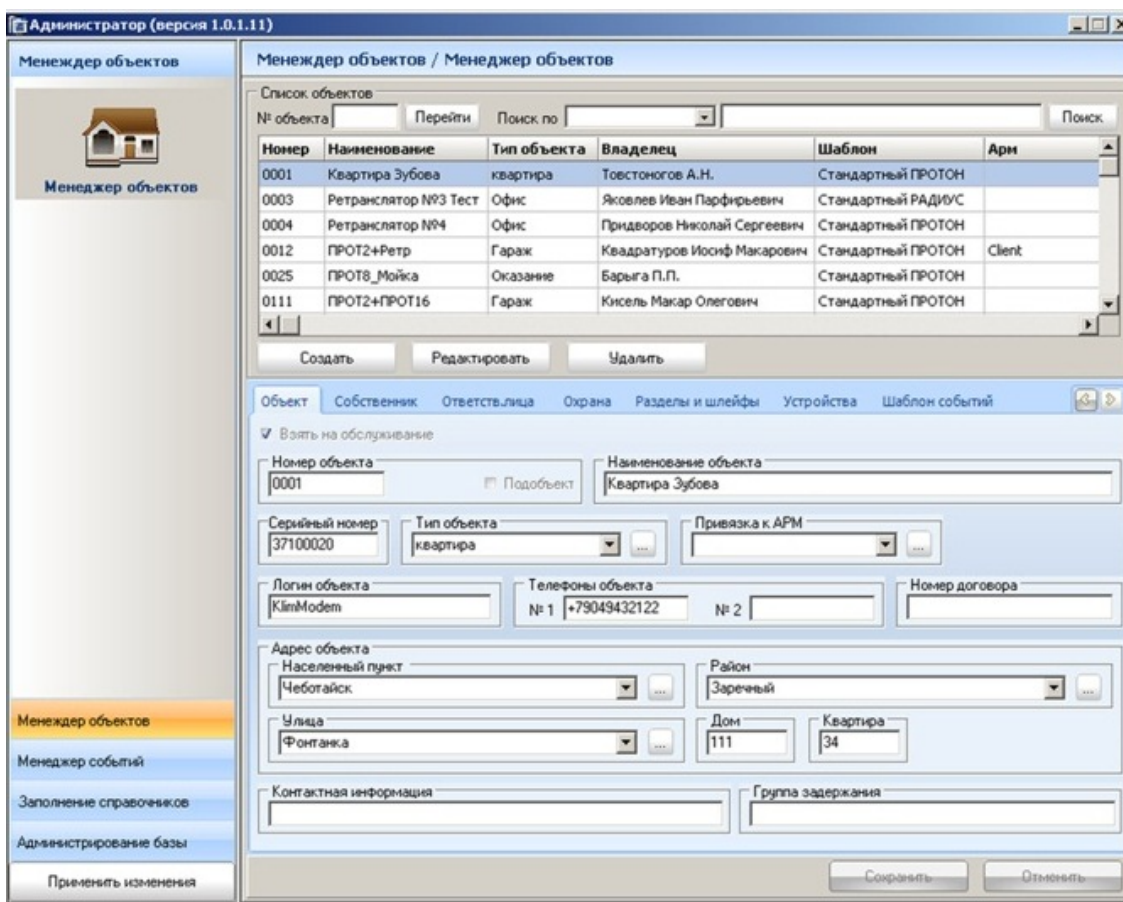 Администратор (версия 1.0.1.11)
Менеждер объектов
Менеждер объектов / Менеджер объектов
Менеджер объектов
Список объектов
№ объекта Перейти Поиск по Поиск
Номер Наименование Тип объекта Владелец Шаблон Арм
0001 Квартира Зубова квартира Товстоногов А.Н. Стандартный ПРОТОН
0003 Ретранслятор №3 Тест Офис Яковлев Иван Парфирьевич Стандартный РАДИУС
0004 Ретранслятор №4 Офис Придворов Николай Сергеевич Стандартный ПРОТОН
0012 ПРОТ2+Ретр Гараж Квадратуров Иосиф Макарович Стандартный ПРОТОН Client
0025 ПРОТ8_Мойка Оказание Барыга П.П. Стандартный ПРОТОН
0111 ПРОТ2+ПРОТ16 Гараж Кисель Макар Олегович Стандартный ПРОТОН
Создать Редактировать Удалить
Объект Собственник Ответств.лица Охрана Разделы и шлейфы Устройства Шаблон событий
Взять на обслуживание
Номер объекта Наименование объекта
0001 Подобъект Квартира Зубова
Серийный номер Тип объекта Привязка к АРМ
37100020 квартира ... ...
Логин объекта Телефоны объекта Номер договора
KlimModem № 1 +79049432122 № 2
Адрес объекта
Населенный пункт Район
Чеботайск ... Заречный ...
Улица Дом Квартира
Фонтанка ... 111 34
Контактная информация Группа задержания
Менеждер объектов
Менеджер событий
Заполнение справочников
Администрирование базы
Применить изменения
Сохранить Отменить